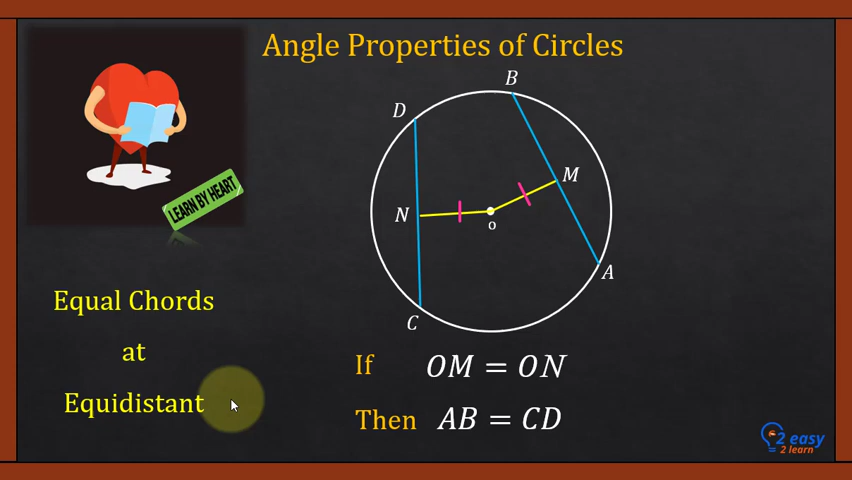 Angle Properties of Circles
LEARN BY HEART
B
D
M
N
o
A
C
Equal Chords
at
Equidistant
If OM = ON
Then AB = CD
2 easy
2 learn